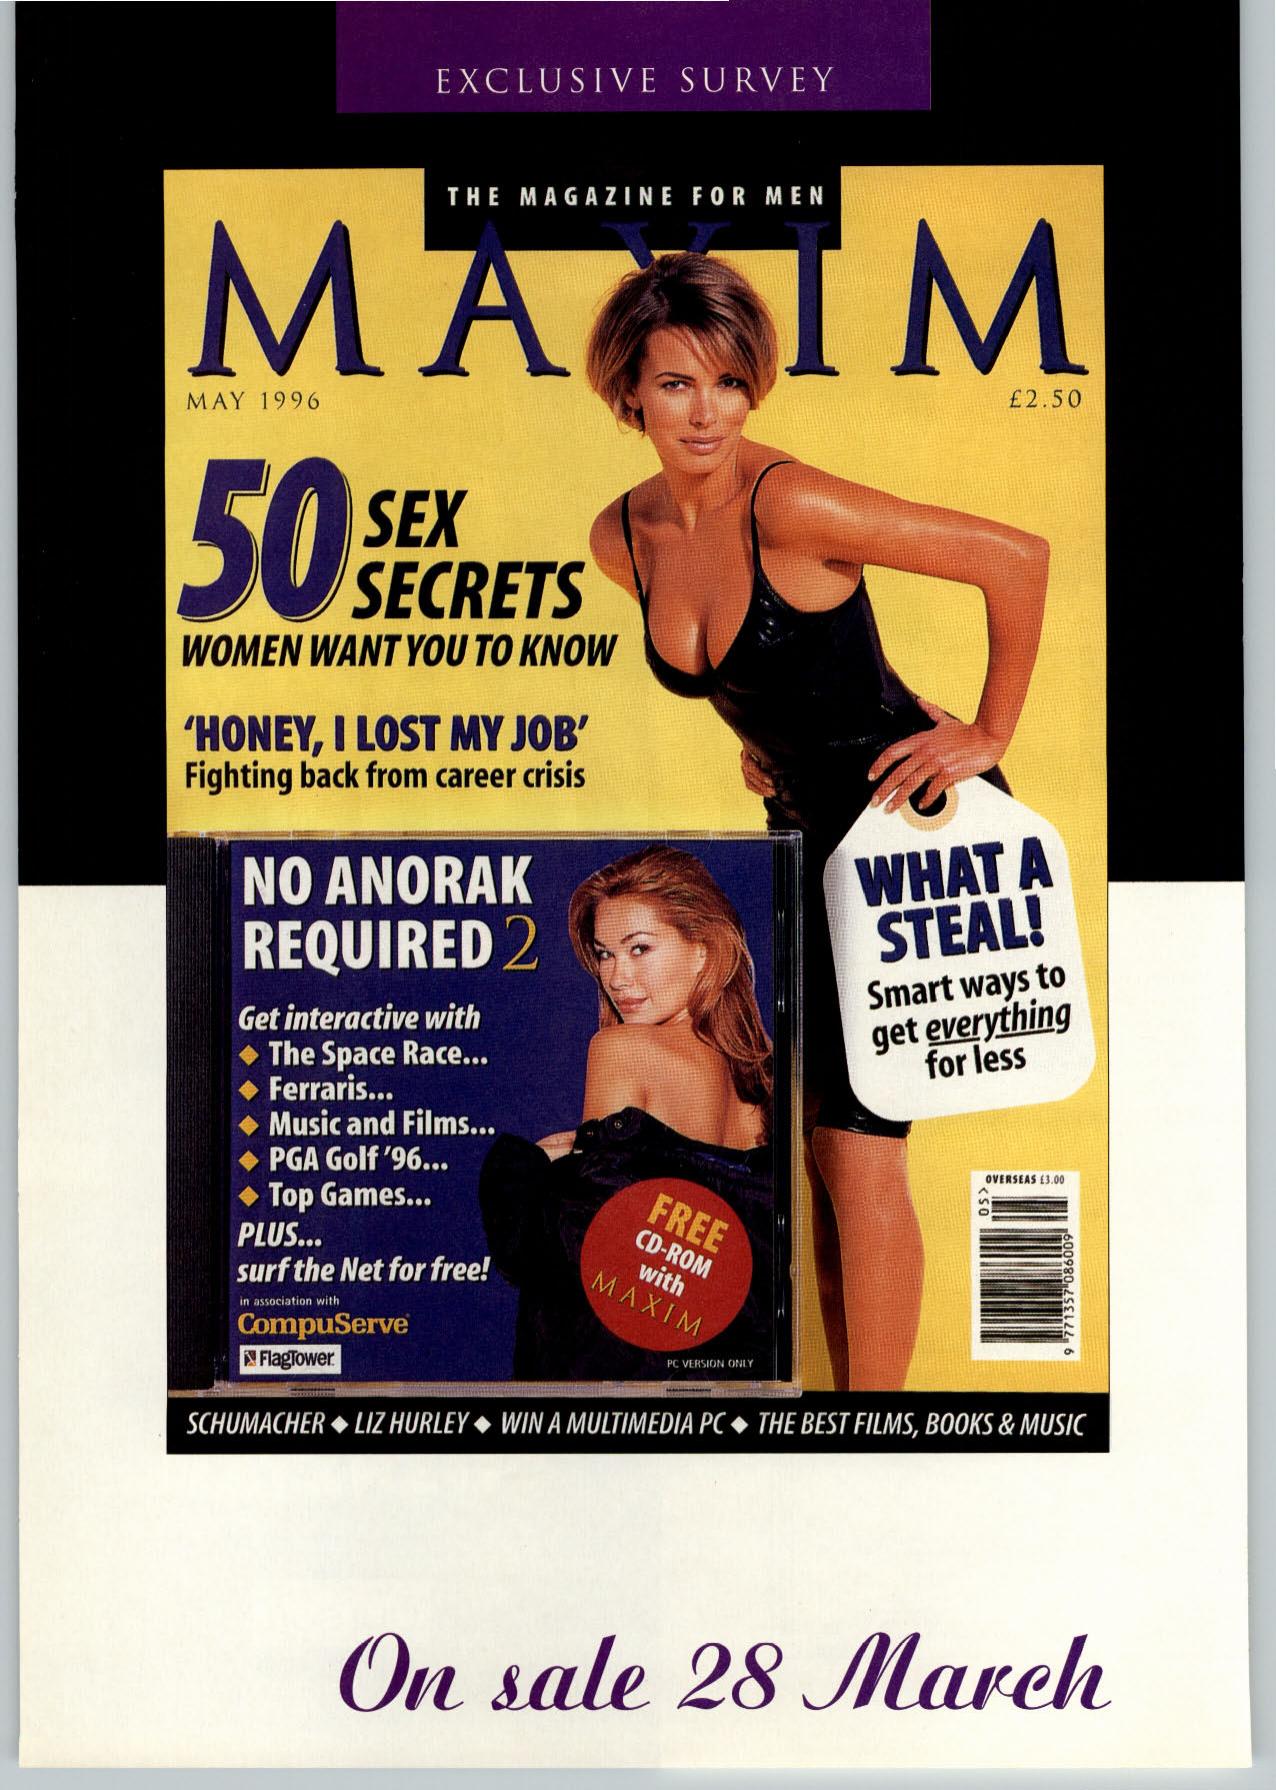 EXCLUSIVE SURVEY
THE MAGAZINE FOR MEN
MAXIM
MAY 1996
£2.50
50 SEX
SECRETS
WOMEN WANT YOU TO KNOW
'HONEY, I LOST MY JOB'
Fighting back from career crisis
NO ANORAK
REQUIRED 2
Get interactive with
◆ The Space Race...
◆ Ferraris...
◆ Music and Films...
◆ PGA Golf '96...
◆ Top Games...
PLUS...
surf the Net for free!
in association with
CompuServe®
FlagTower
FREE
CD-ROM
with
MAXIM
PC VERSION ONLY
WHAT A
STEAL!
Smart ways to
get everything
for less
OVERSEAS £3.00
05>
9 771357 086009
SCHUMACHER ◆ LIZ HURLEY ◆ WIN A MULTIMEDIA PC ◆ THE BEST FILMS, BOOKS & MUSIC
On sale 28 March